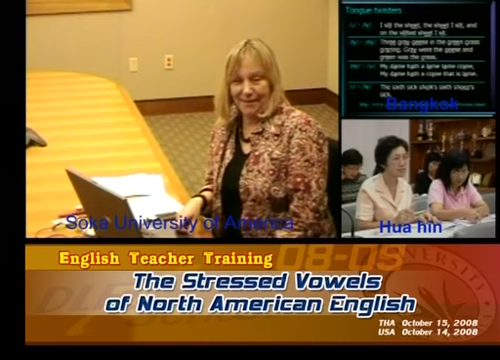 Tongue twisters
I slit the sheet, the sheet I slit, and
on the slitted sheet I sit.
Three gray geese in the green grass
grazing. Gray were the geese and
green was the grass.
My dame hath a lame tame crane,
My dame hath a crane that is lame.
The sixth sick sheik's sixth sheep's
sick.
Bangkok
Soka University of America
Hua hin
English Teacher Training
08-09
The Stressed Vowels
of North American English
THA October 15, 2008
USA October 14, 2008